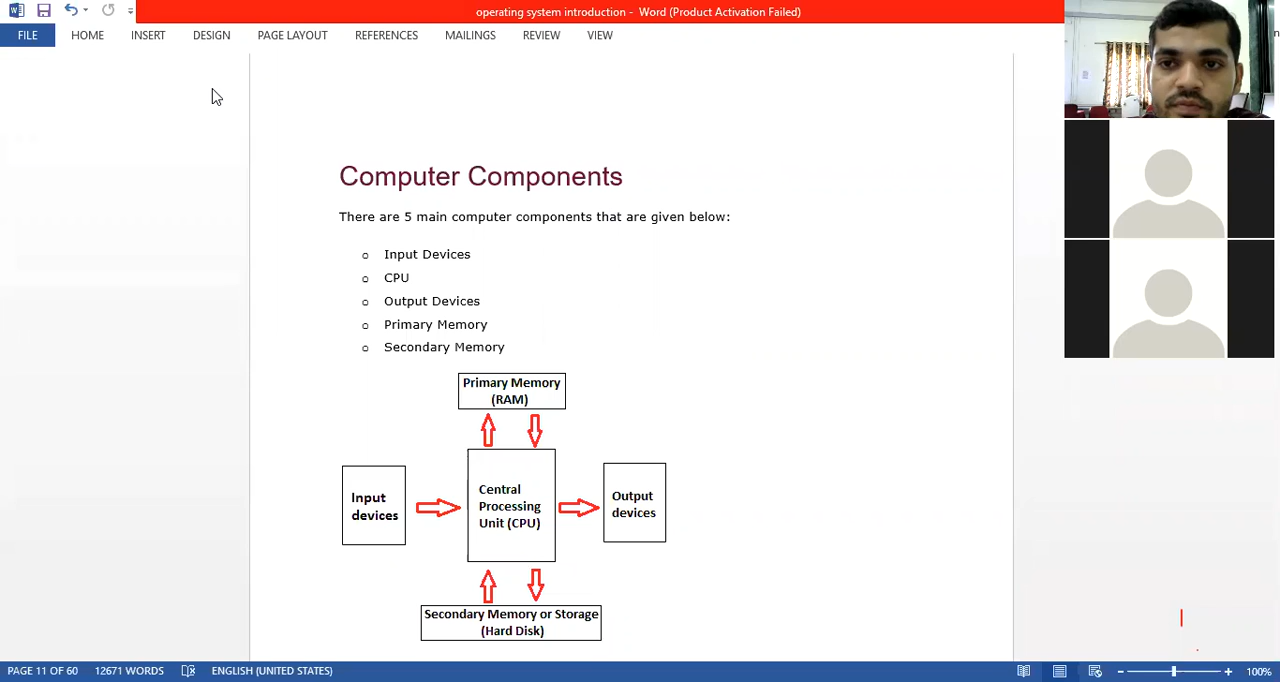 operating system introduction - Word (Product Activation Failed)
FILE HOME INSERT DESIGN PAGE LAYOUT REFERENCES MAILINGS REVIEW VIEW
Computer Components
There are 5 main computer components that are given below:
o Input Devices
o CPU
o Output Devices
o Primary Memory
o Secondary Memory
Primary Memory
(RAM)
Input
devices
Central
Processing
Unit (CPU)
Output
devices
Secondary Memory or Storage
(Hard Disk)
PAGE 11 OF 60 12671 WORDS ENGLISH (UNITED STATES) 100%